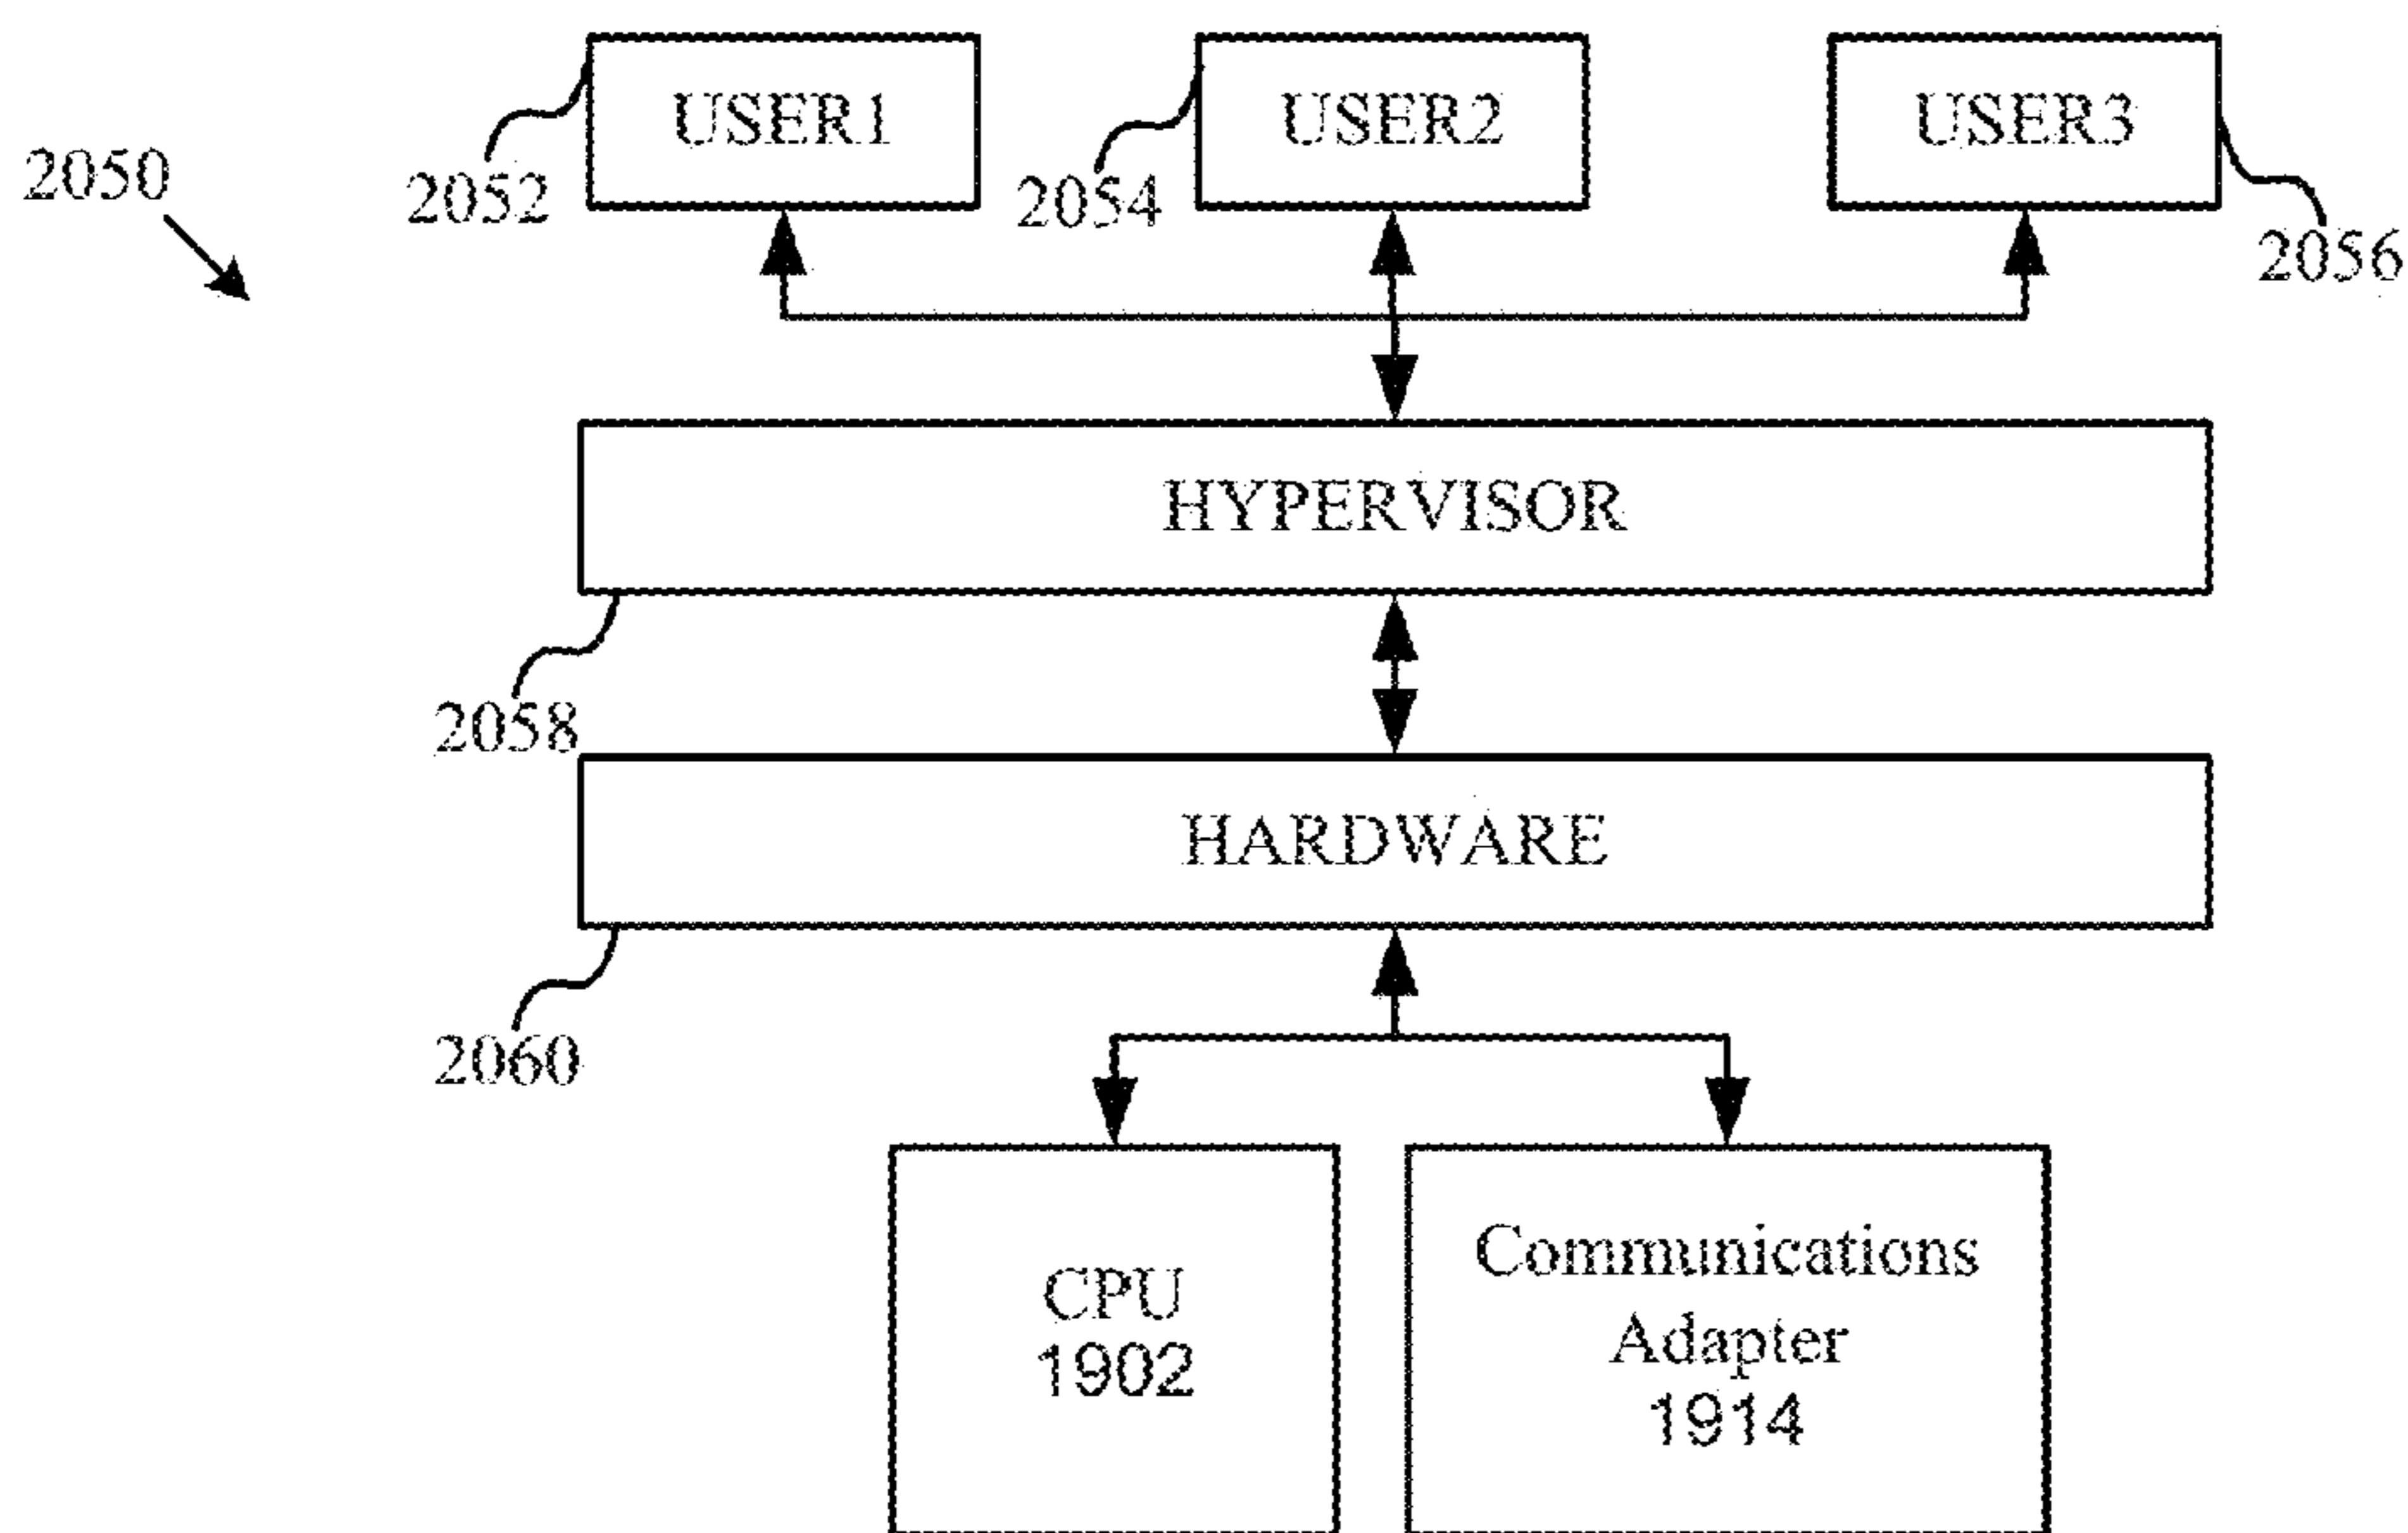 USER1
USER2
USER3
2050
2052
2054
2056
HYPERVISOR
2058
HARDWARE
2060
CPU
1902
Communications
Adapter
1914